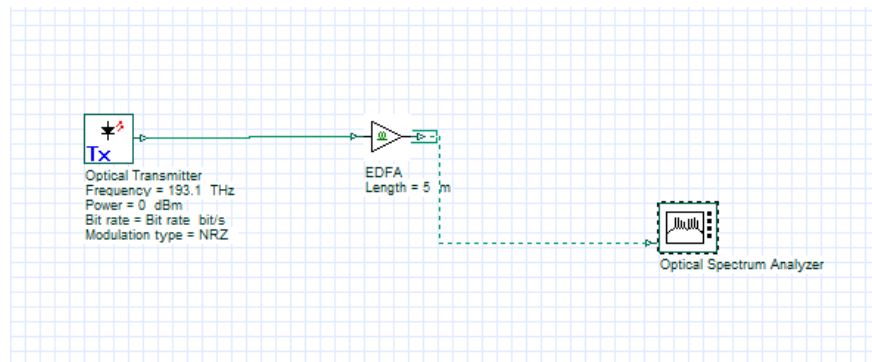 Tx
Optical Transmitter
Frequency = 193.1 THz
Power = 0 dBm
Bit rate = Bit rate bit/s
Modulation type = NRZ
EDFA
Length = 5 m
Optical Spectrum Analyzer